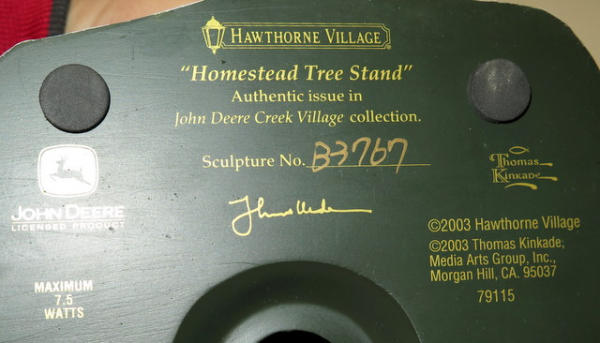 HAWTHORNE VILLAGE®
"Homestead Tree Stand"
Authentic issue in
John Deere Creek Village collection.
Sculpture No. B3767
JOHN DEERE
LICENSED PRODUCT
Thomas
Kinkade
MAXIMUM
7.5
WATTS
©2003 Hawthorne Village
©2003 Thomas Kinkade;
Media Arts Group, Inc.,
Morgan Hill, CA. 95037
79115